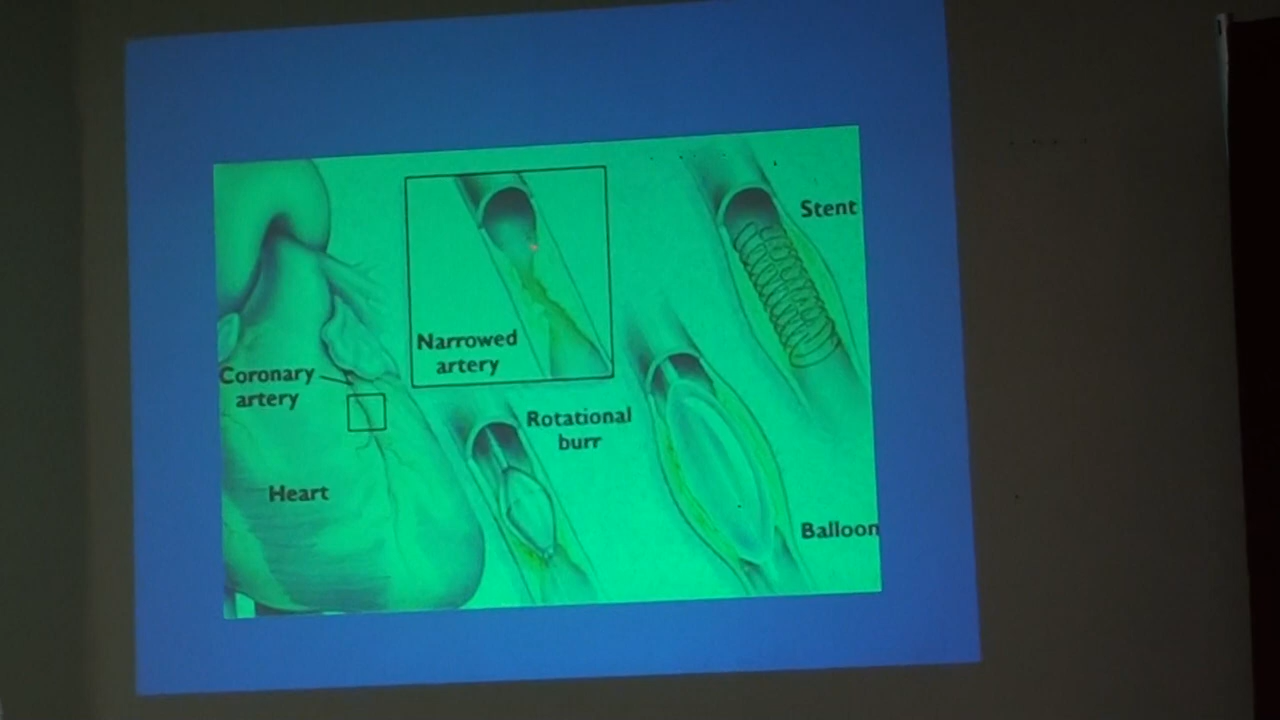 Stent
Narrowed
artery
Coronary
artery
Rotational
burr
Heart
Balloon